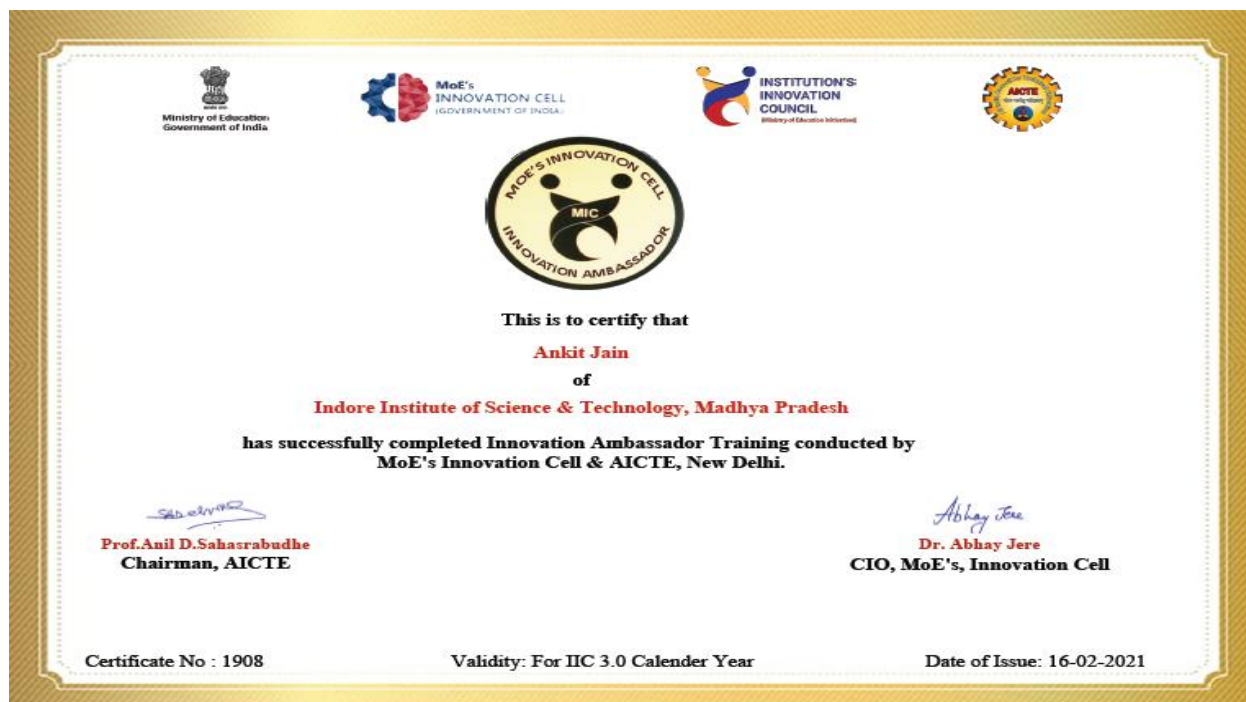 Ministry of Education
Government of India
MoE's
INNOVATION CELL
(GOVERNMENT OF INDIA)
INSTITUTION'S
INNOVATION
COUNCIL
(Ministry of Education Initiative)
AICTE
MOE'S INNOVATION CELL
MIC
INNOVATION AMBASSADOR
This is to certify that
Ankit Jain
of
Indore Institute of Science & Technology, Madhya Pradesh
has successfully completed Innovation Ambassador Training conducted by
MoE's Innovation Cell & AICTE, New Delhi.
Abhay Jere
Prof.Anil D.Sahasrabudhe
Dr. Abhay Jere
Chairman, AICTE
CIO, MoE's, Innovation Cell
Certificate No : 1908
Validity: For IIC 3.0 Calender Year
Date of Issue: 16-02-2021